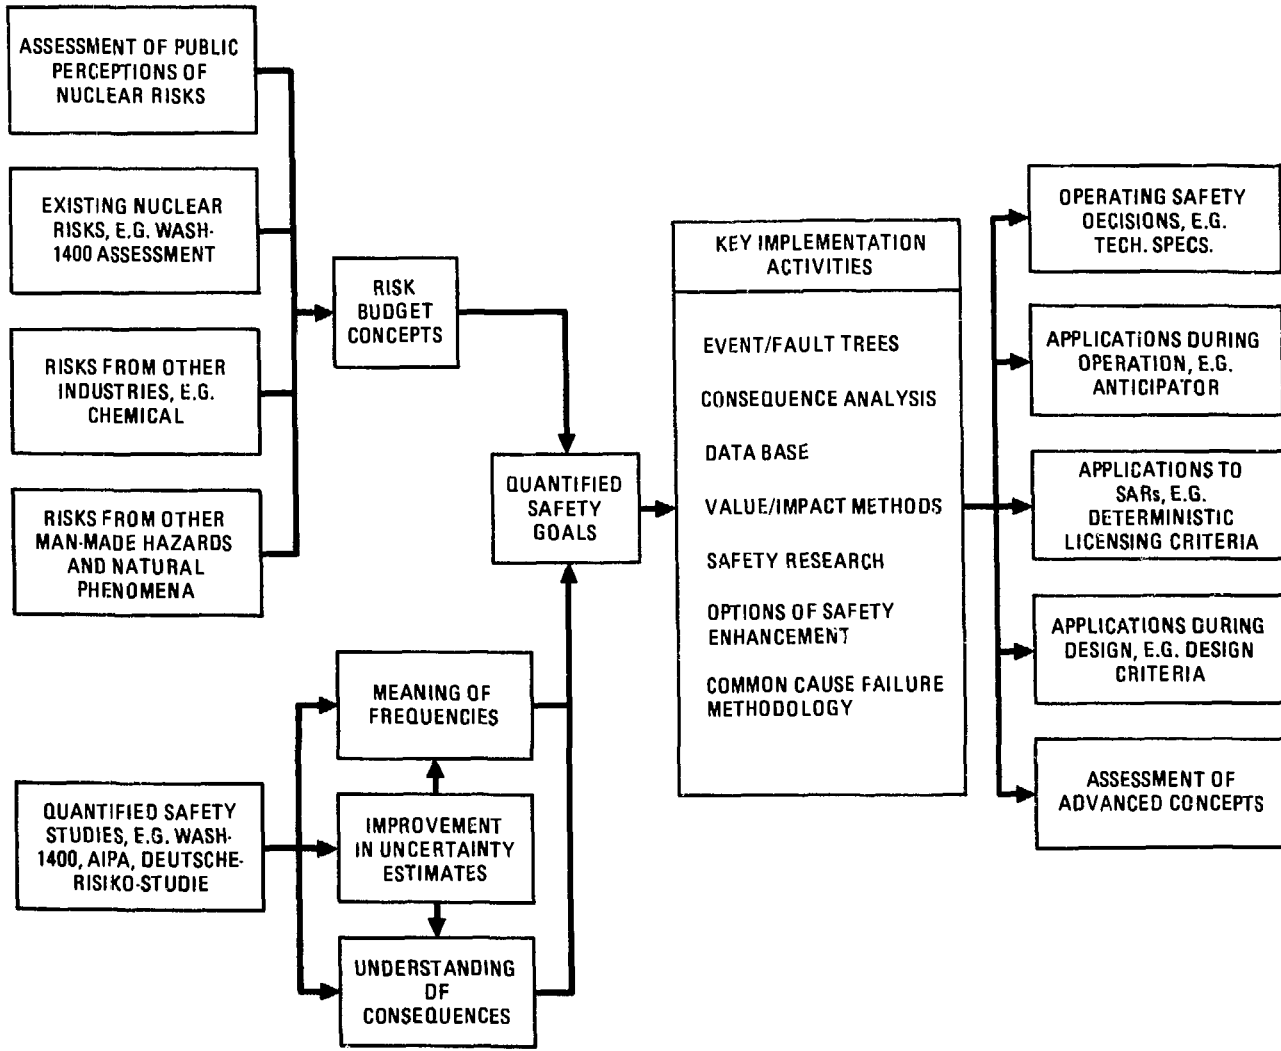 ASSESSMENT OF PUBLIC
PERCEPTIONS OF
NUCLEAR RISKS
EXISTING NUCLEAR
RISKS, E.G. WASH-
1400 ASSESSMENT
RISKS FROM OTHER
INDUSTRIES, E.G.
CHEMICAL
RISKS FROM OTHER
MAN-MADE HAZARDS
AND NATURAL
PHENOMENA
RISK
BUDGET
CONCEPTS
QUANTIFIED SAFETY
STUDIES, E.G. WASH-
1400, AIPA, DEUTSCHE-
RISIKO-STUDIE
MEANING OF
FREQUENCIES
IMPROVEMENT
IN UNCERTAINTY
ESTIMATES
UNDERSTANDING
OF
CONSEQUENCES
QUANTIFIED
SAFETY
GOALS
KEY IMPLEMENTATION
ACTIVITIES
EVENT/FAULT TREES
CONSEQUENCE ANALYSIS
DATA BASE
VALUE/IMPACT METHODS
SAFETY RESEARCH
OPTIONS OF SAFETY
ENHANCEMENT
COMMON CAUSE FAILURE
METHODOLOGY
OPERATING SAFETY
DECISIONS, E.G.
TECH. SPECS.
APPLICATIONS DURING
OPERATION, E.G.
ANTICIPATOR
APPLICATIONS TO
SARs, E.G.
DETERMINISTIC
LICENSING CRITERIA
APPLICATIONS DURING
DESIGN, E.G. DESIGN
CRITERIA
ASSESSMENT OF
ADVANCED CONCEPTS